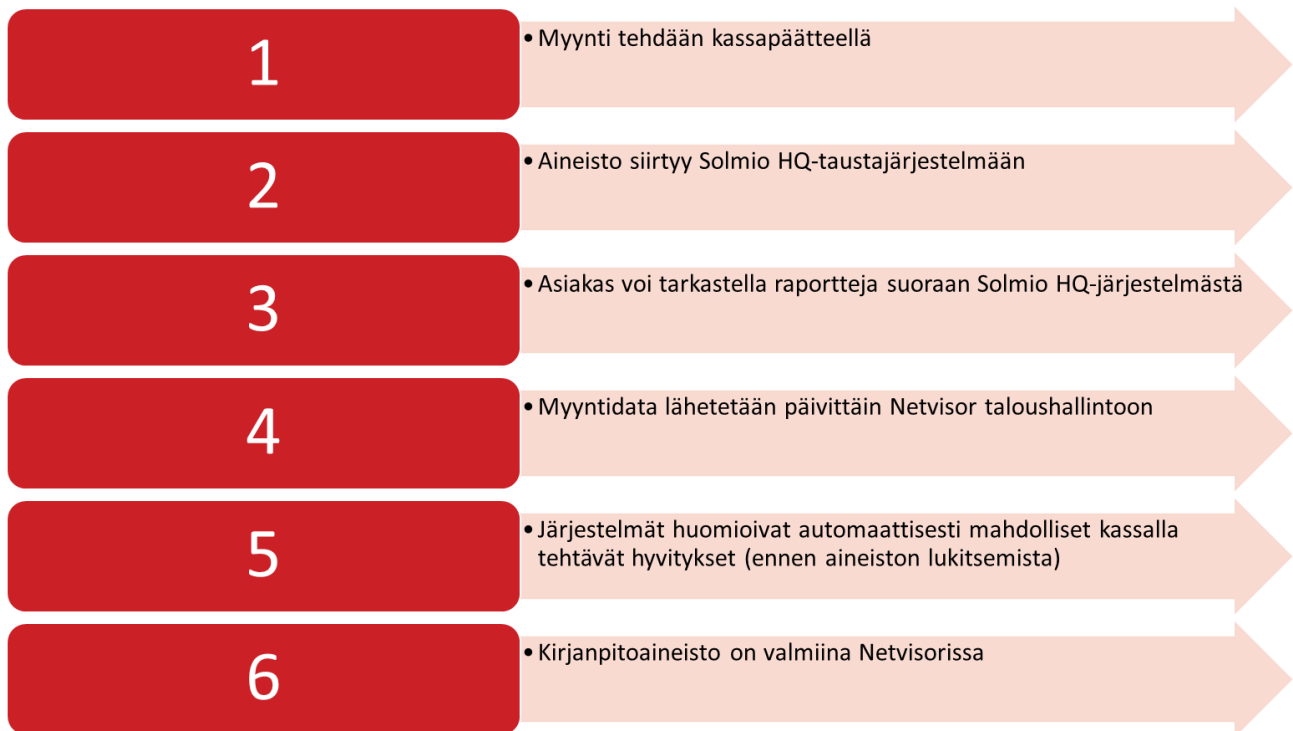 1
• Myynti tehdään kassapäätteellä
2
• Aineisto siirtyy Solmio HQ-taustajärjestelmään
3
• Asiakas voi tarkastella raportteja suoraan Solmio HQ-järjestelmästä
4
• Myyntidata lähetetään päivittäin Netvisor taloushallintoon
5
• Järjestelmät huomioivat automaattisesti mahdolliset kassalla
tehtävät hyvitykset (ennen aineiston lukitsemista)
6
• Kirjanpitoaineisto on valmiina Netvisorissa